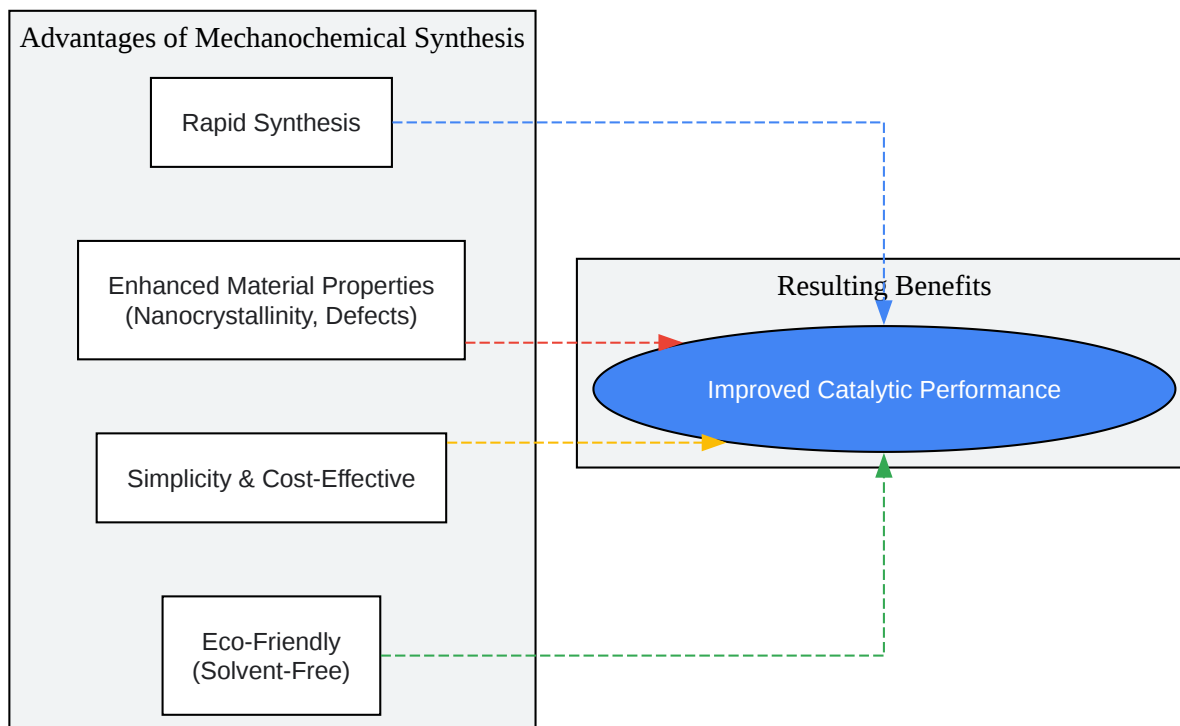 Advantages of Mechanochemical Synthesis
Rapid Synthesis
Enhanced Material Properties
(Nanocrystallinity, Defects)
Simplicity & Cost-Effective
Eco-Friendly
(Solvent-Free)
Resulting Benefits
Improved Catalytic Performance